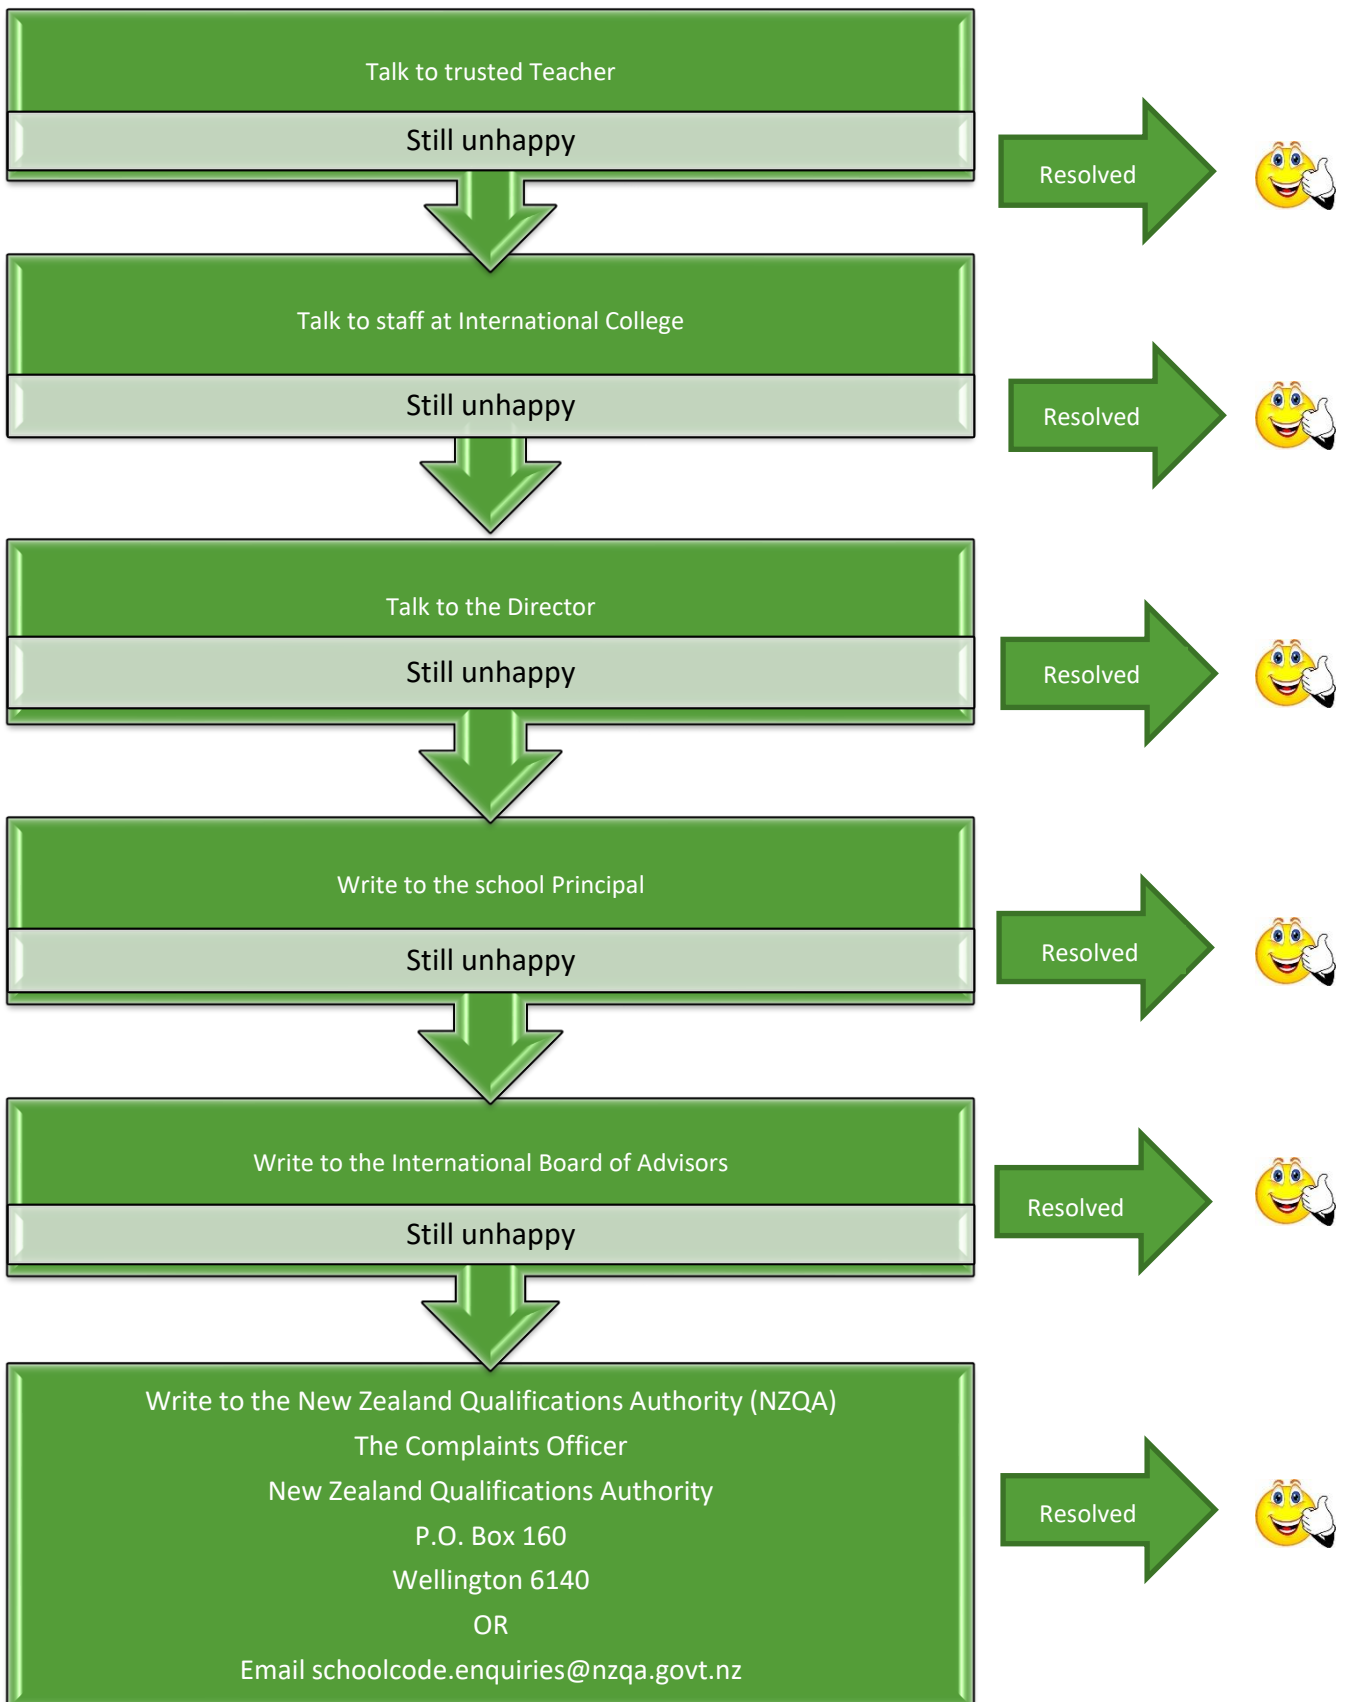 Talk to trusted Teacher
Still unhappy
Resolved
Talk to staff at International College
Still unhappy
Resolved
Talk to the Director
Still unhappy
Resolved
Write to the school Principal
Still unhappy
Resolved
Write to the International Board of Advisors
Still unhappy
Resolved
Write to the New Zealand Qualifications Authority (NZQA)
The Complaints Officer
New Zealand Qualifications Authority
P.O. Box 160
Wellington 6140
OR
Email schoolcode.enquiries@nzqa.govt.nz
Resolved